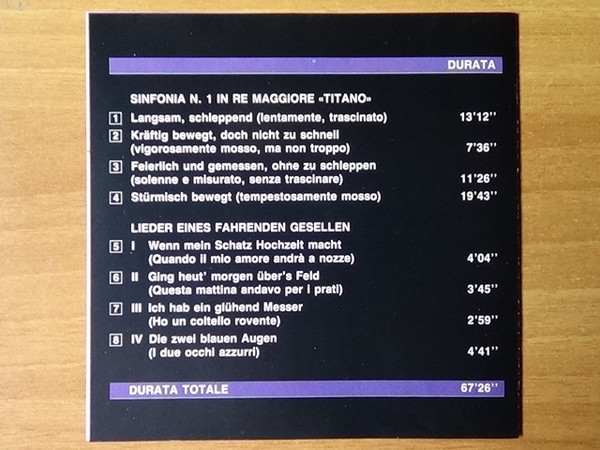 DURATA
SINFONIA N. 1 IN RE MAGGIORE «TITANO»
1 Langsam, schleppend (lentamente, trascinato) 13'12''
2 Kräftig bewegt, doch nicht zu schnell
(vigorosamente mosso, ma non troppo) 7'36''
3 Feierlich und gemessen, ohne zu schleppen
(solenne e misurato, senza trascinare) 11'26''
4 Stürmisch bewegt (tempestosamente mosso) 19'43''
LIEDER EINES FAHRENDEN GESELLEN
5 I Wenn mein Schatz Hochzeit macht
(Quando il mio amore andrà a nozze) 4'04''
6 II Ging heut' morgen über's Feld
(Questa mattina andavo per i prati) 3'45''
7 III Ich hab ein glühend Messer
(Ho un coltello rovente) 2'59''
8 IV Die zwei blauen Augen
(I due occhi azzurri) 4'41''
DURATA TOTALE 67'26''